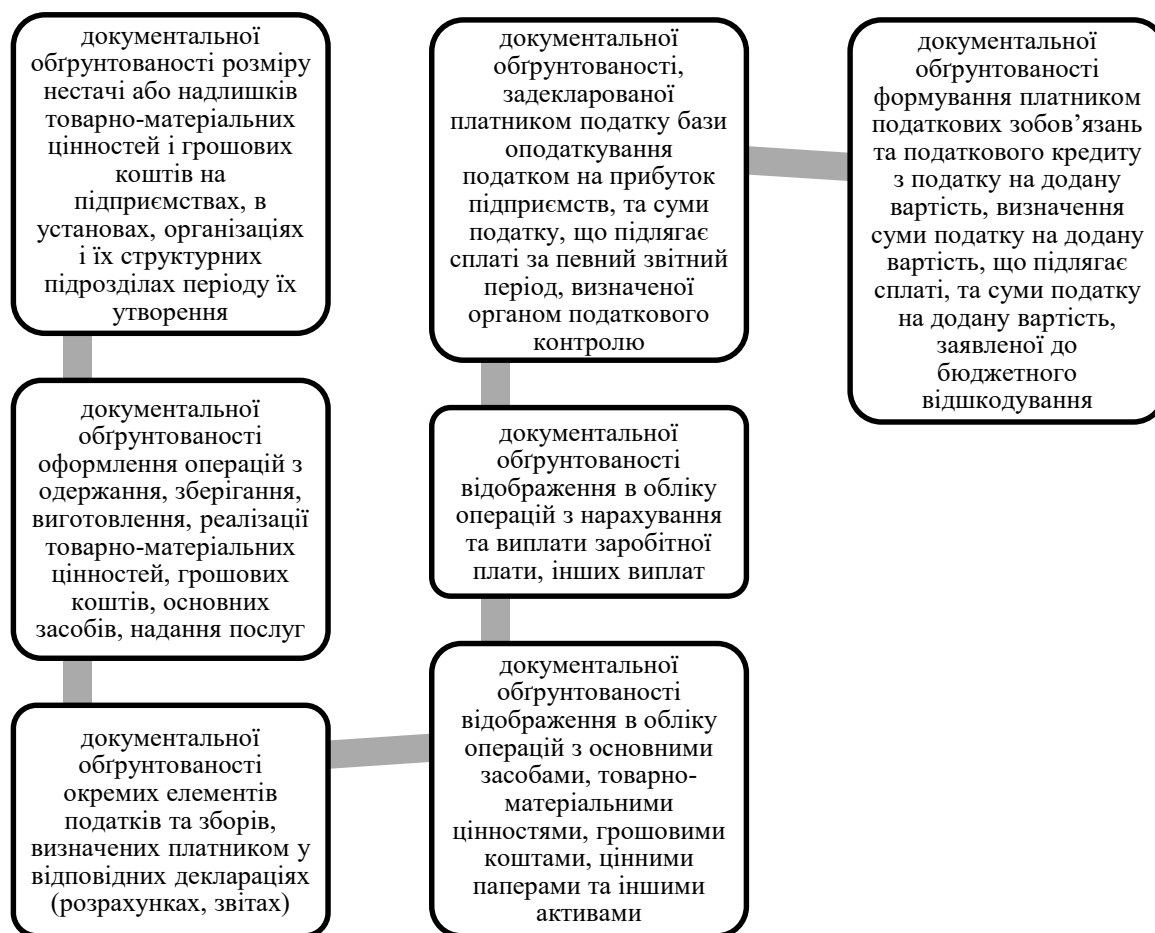 документальної
обґрунтованості розміру
нестачі або надлишків
товарно-матеріальних
цінностей і грошових
коштів на
підприємствах, в
установах, організаціях
і їх структурних
підрозділах періоду їх
утворення
документальної
обґрунтованості
оформлення операцій з
одержання, зберігання,
виготовлення, реалізації
товарно-матеріальних
цінностей, грошових
коштів, основних
засобів, надання послуг
документальної
обґрунтованості
окремих елементів
податків та зборів,
визначених платником у
відповідних деклараціях
(розрахунках, звітах)
документальної
обґрунтованості
відображення в обліку
операцій з основними
засобами, товарно-
матеріальними
цінностями, грошовими
коштами, цінними
паперами та іншими
активами
документальної
обґрунтованості
відображення в обліку
операцій з нарахування
та виплати заробітної
плати, інших виплат
документальної
обґрунтованості,
задекларованої
платником податку бази
оподаткування
податком на прибуток
підприємств, та суми
податку, що підлягає
сплаті за певний звітний
період, визначеної
органом податкового
контролю
документальної
обґрунтованості
формування платником
податкових зобов’язань
та податкового кредиту
з податку на додану
вартість, визначення
суми податку на додану
вартість, що підлягає
сплаті, та суми податку
на додану вартість,
заявленої до
бюджетного
відшкодування